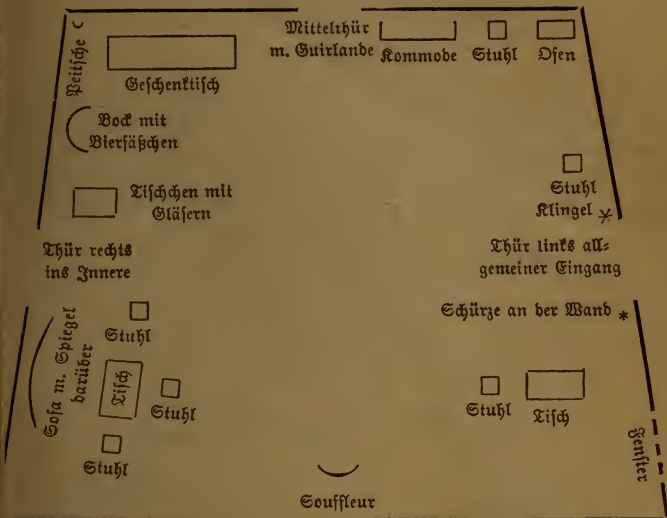 Mittelthür
m. Guirlande
Kommode
Stuhl
Ofen
Peitsche
Geschenktisch
Bock mit
Bierfäßchen
Stuhl
Klingel
Tischchen mit
Gläsern
Thür rechts
ins Innere
Thür links all=
gemeiner Eingang
Schürze an der Wand
Stuhl
Sofa m. Spiegel
darüber
Tisch
Stuhl
Stuhl
Stuhl
Tisch
Fenster
Souffleur